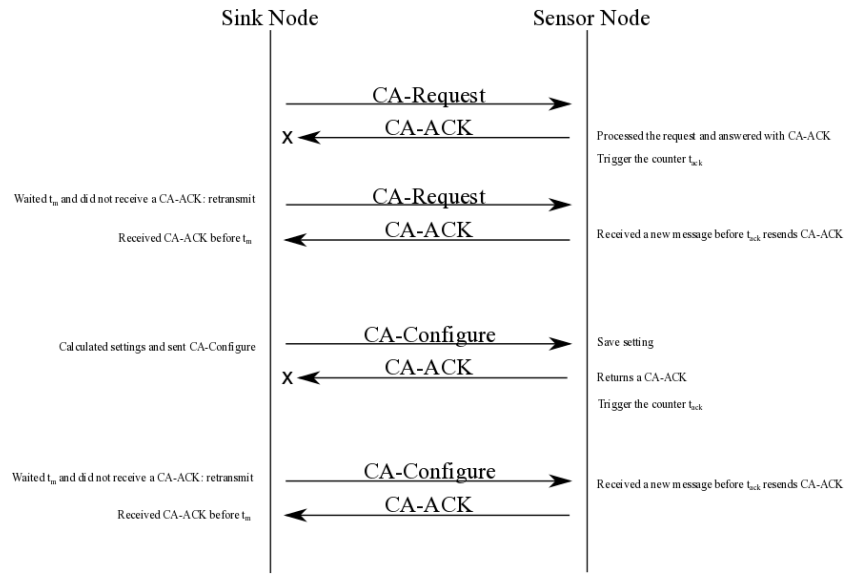 Sink Node
Sensor Node
CA-Request
x
CA-ACK
Processed the request and answered with CA-ACK
Trigger the counter t_ack
Waited t_m and did not receive a CA-ACK: retransmit
CA-Request
Received CA-ACK before t_m
CA-ACK
Received a new message before t_ack resends CA-ACK
Calculated settings and sent CA-Configure
CA-Configure
Save setting
x
CA-ACK
Returns a CA-ACK
Trigger the counter t_ack
Waited t_m and did not receive a CA-ACK: retransmit
CA-Configure
Received a new message before t_ack resends CA-ACK
Received CA-ACK before t_m
CA-ACK